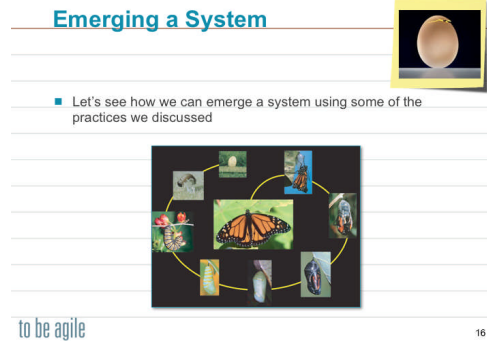 Emerging a System
Let's see how we can emerge a system using some of the
practices we discussed
to be agile
16